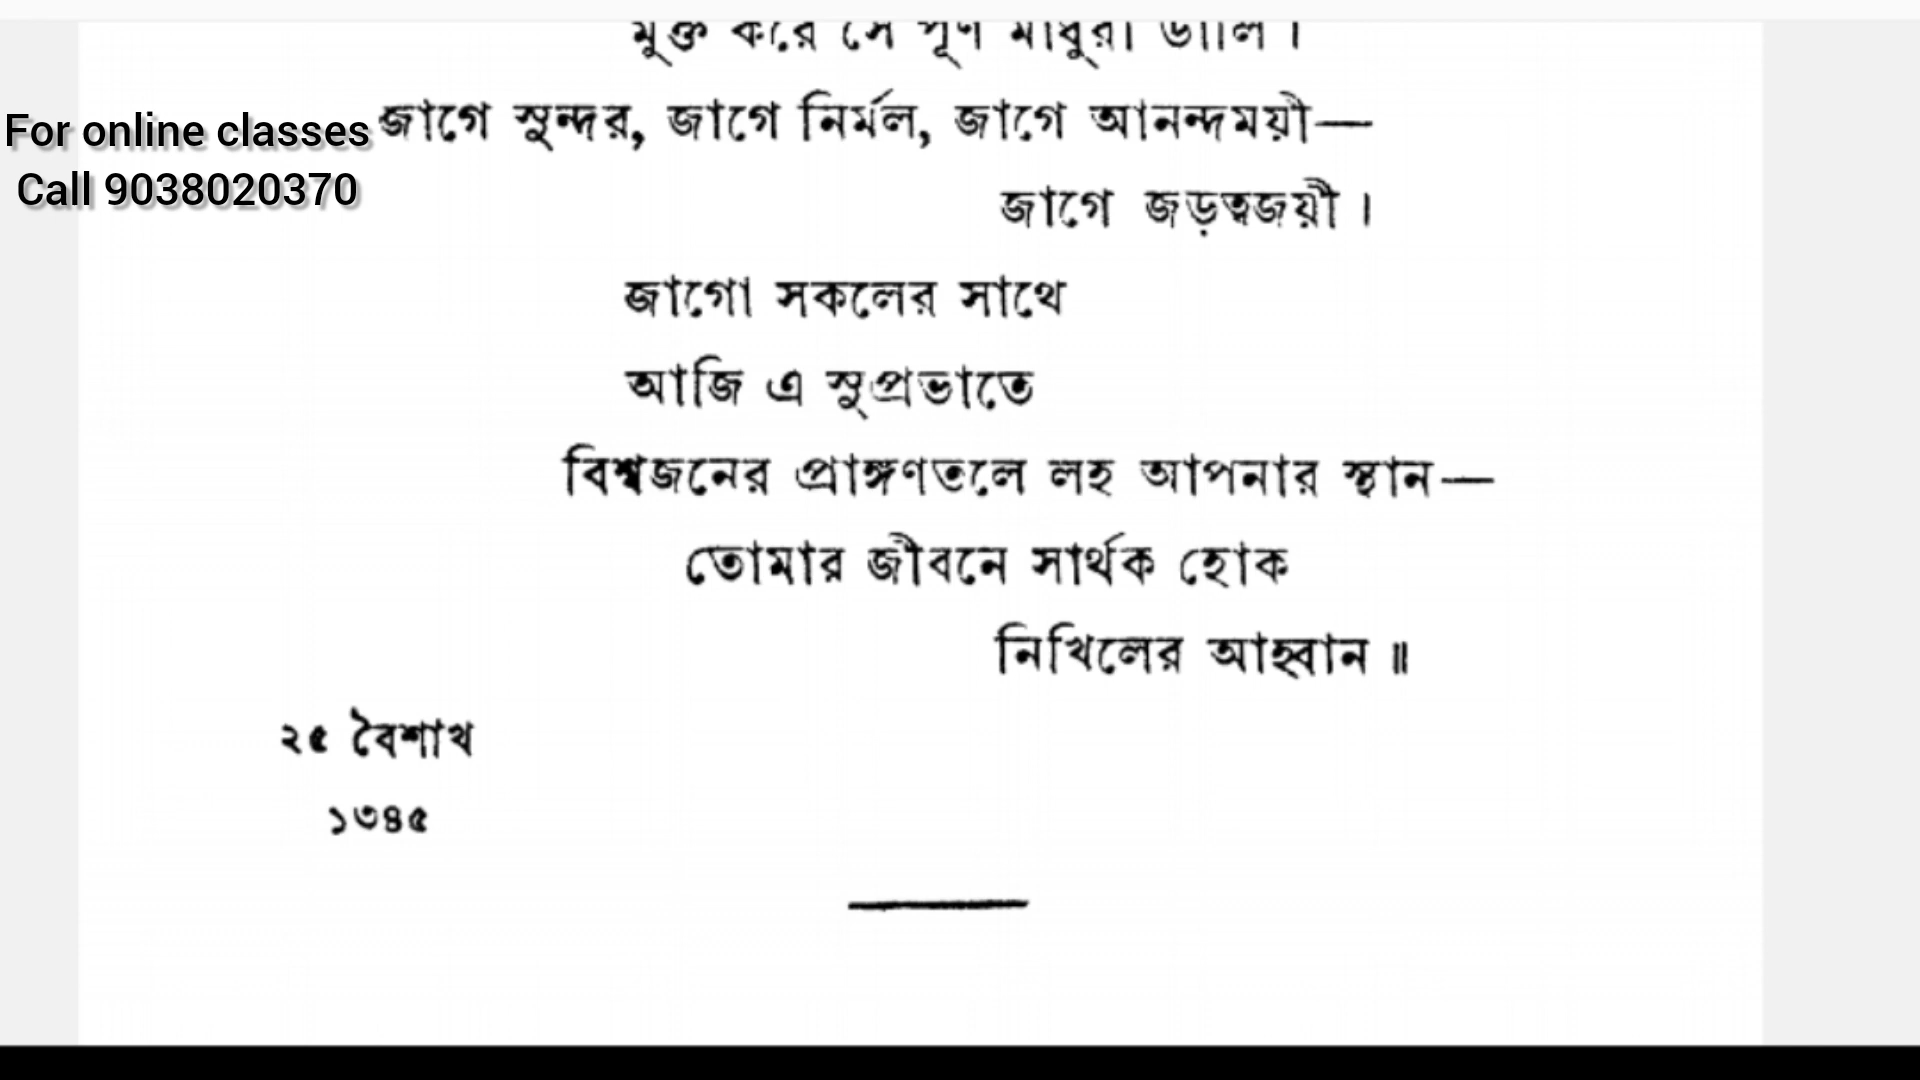 মুক্ত করে সে পূর্ণ মাধুরী ডালি ।
For online classes
Call 9038020370
জাগে সুন্দর, জাগে নির্মল, জাগে আনন্দময়ী—
জাগে জড়ত্বজয়ী ।
জাগো সকলের সাথে
আজি এ সুপ্রভাতে
বিশ্বজনের প্রাঙ্গণতলে লহ আপনার স্থান—
তোমার জীবনে সার্থক হোক
নিখিলের আহ্বান ॥
২৫ বৈশাখ
১৩৪৫